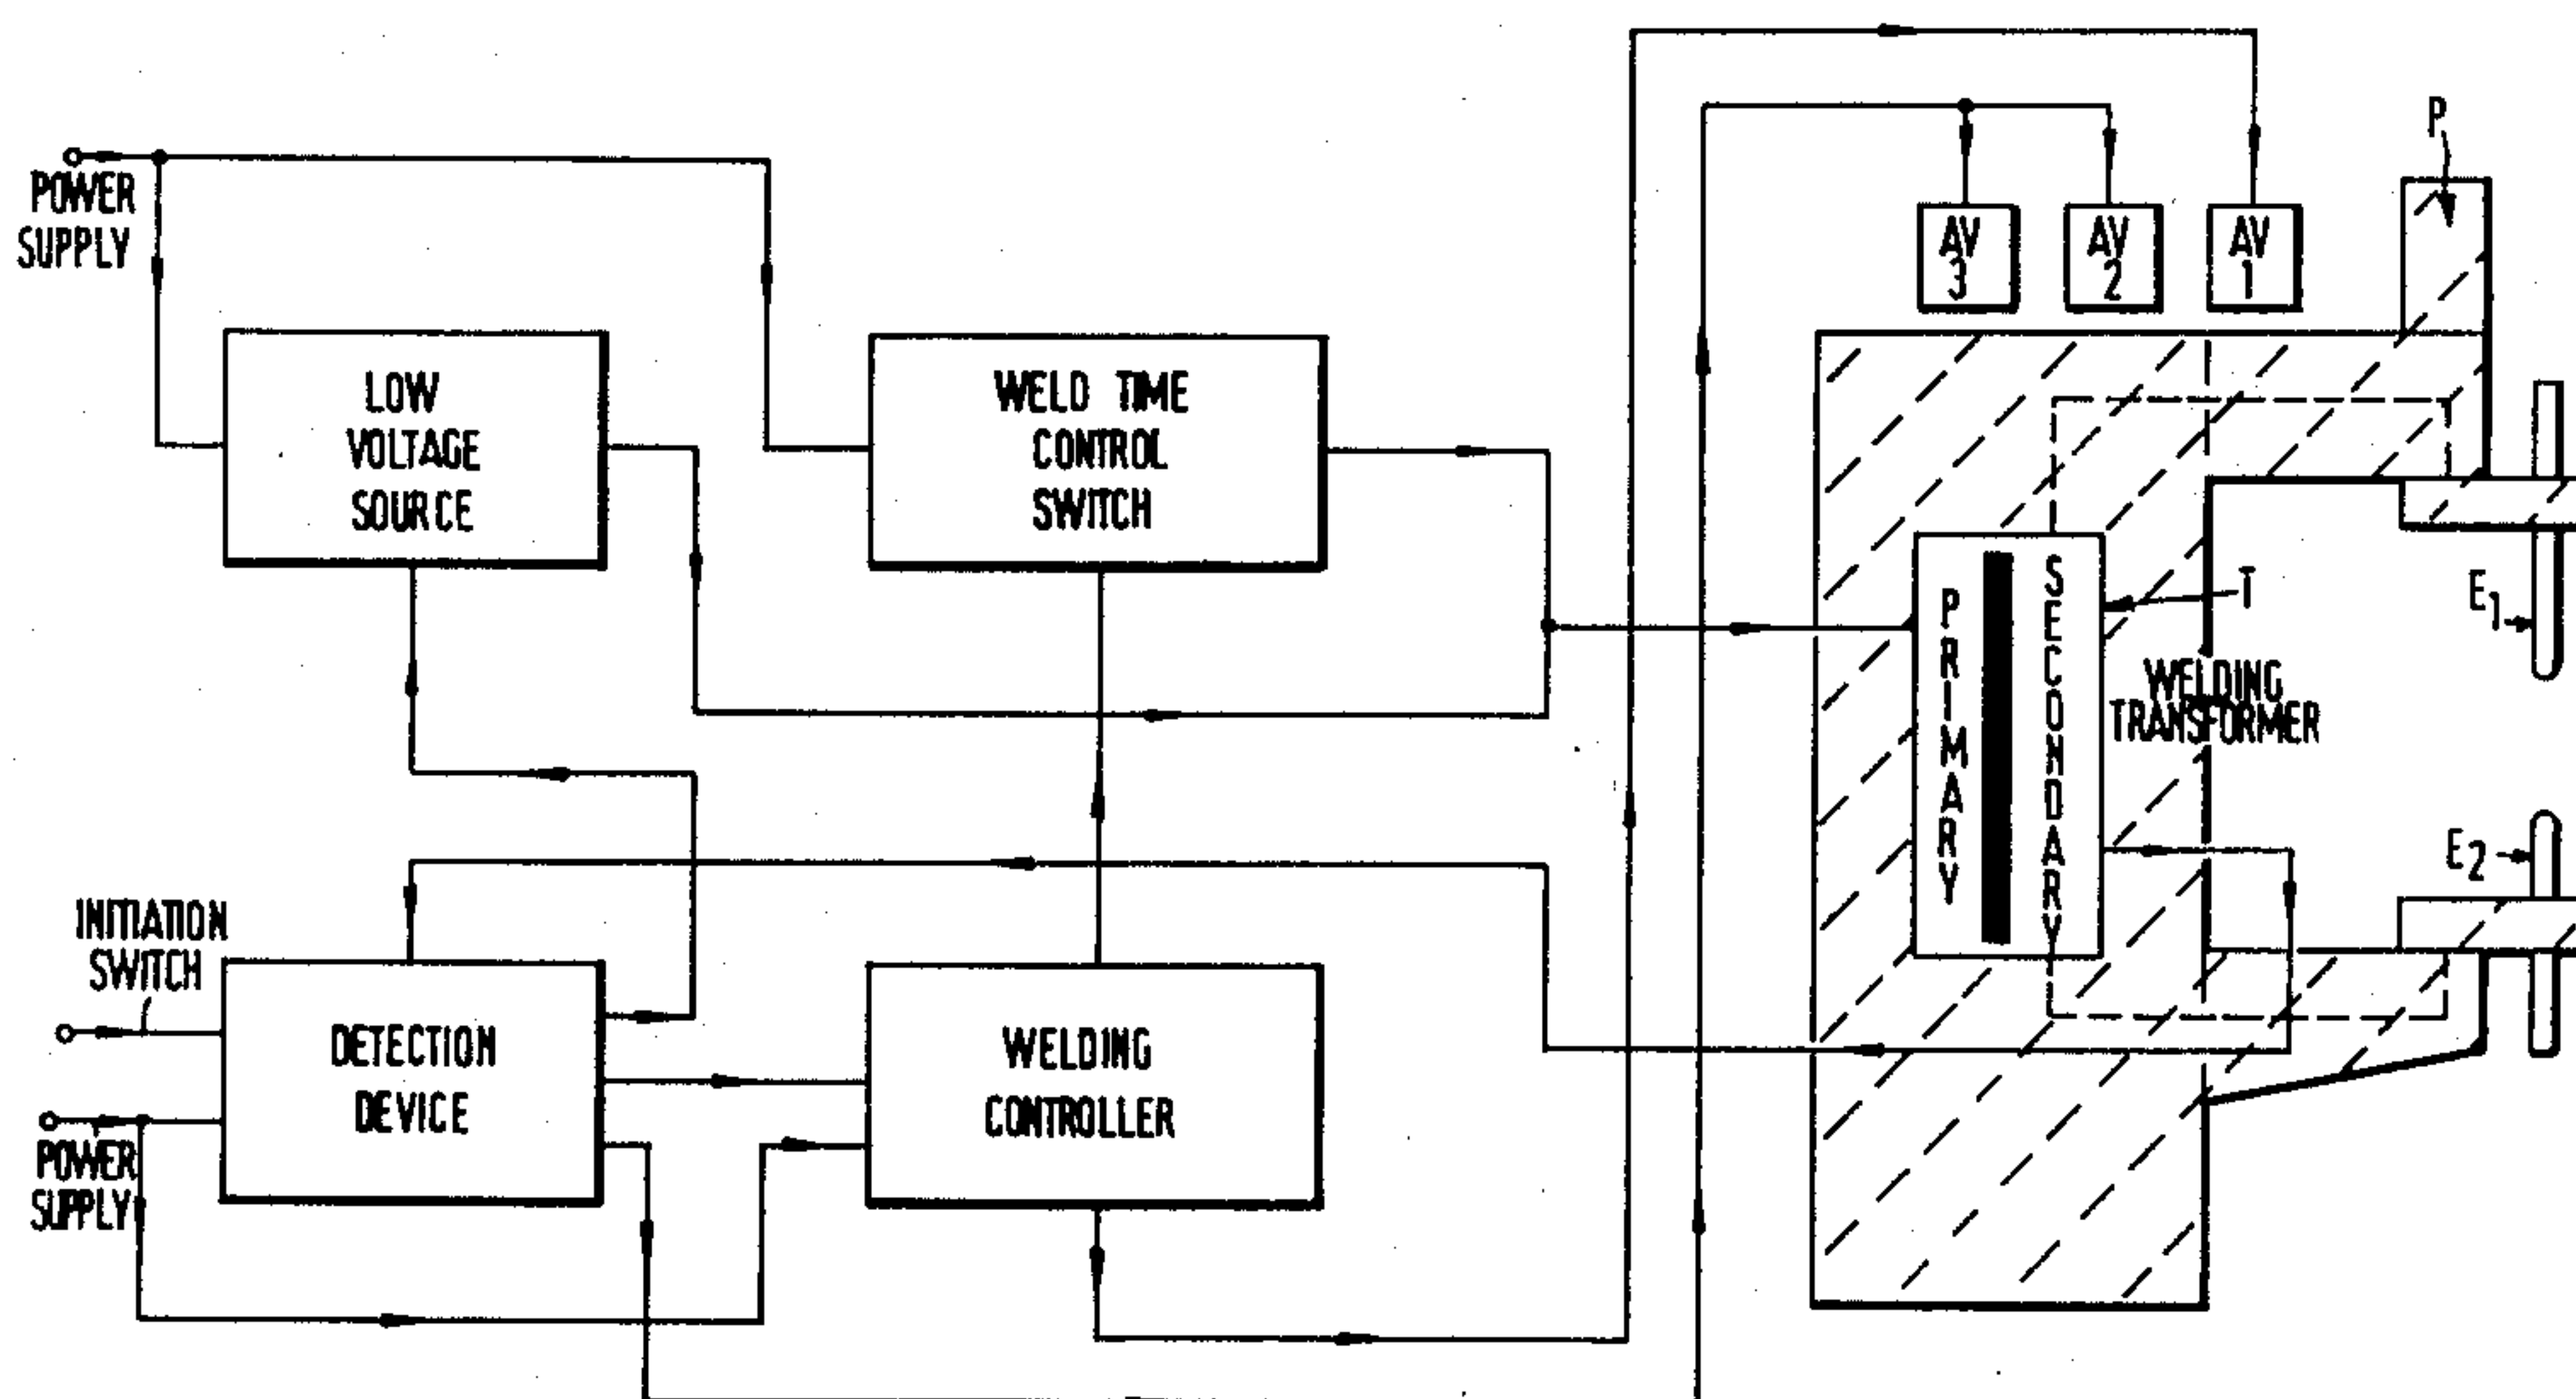 POWER
SUPPLY
LOW
VOLTAGE
SOURCE
WELD TIME
CONTROL
SWITCH
AV
3
AV
2
AV
1
P
PRIMARY
SECONDARY
T
WELDING
TRANSFORMER
E1
E2
INITIATION
SWITCH
POWER
SUPPLY
DETECTION
DEVICE
WELDING
CONTROLLER